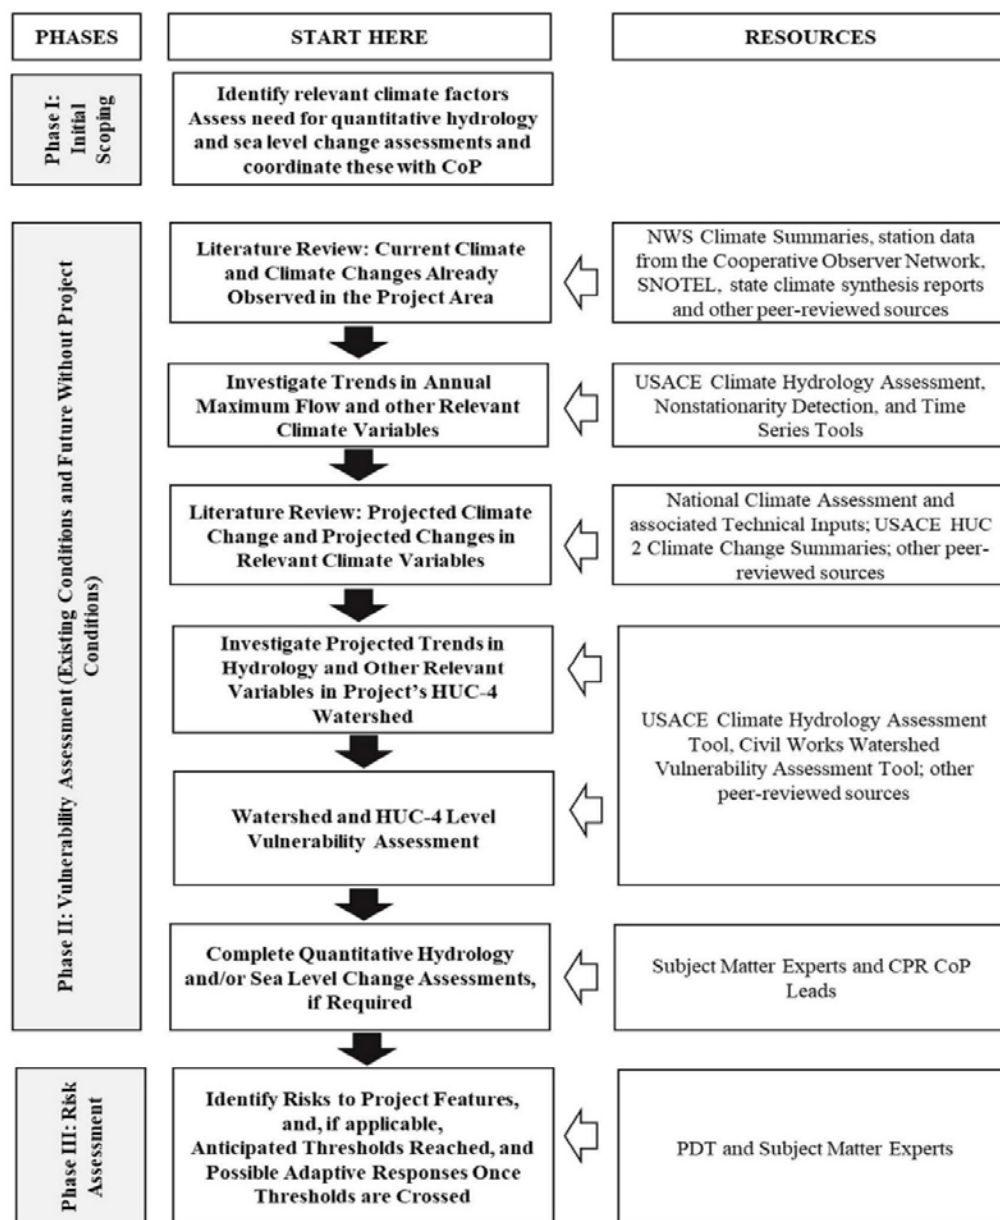 PHASES
START HERE
RESOURCES
Phase I:
Initial
Scoping
Identify relevant climate factors
Assess need for quantitative hydrology
and sea level change assessments and
coordinate these with CoP
Phase II: Vulnerability Assessment (Existing Conditions and Future Without Project
Conditions)
Literature Review: Current Climate
and Climate Changes Already
Observed in the Project Area
NWS Climate Summaries, station data
from the Cooperative Observer Network,
SNOTEL, state climate synthesis reports
and other peer-reviewed sources
Investigate Trends in Annual
Maximum Flow and other Relevant
Climate Variables
USACE Climate Hydrology Assessment,
Nonstationarity Detection, and Time
Series Tools
Literature Review: Projected Climate
Change and Projected Changes in
Relevant Climate Variables
National Climate Assessment and
associated Technical Inputs; USACE HUC
2 Climate Change Summaries; other peer-
reviewed sources
Investigate Projected Trends in
Hydrology and Other Relevant
Variables in Project's HUC-4
Watershed
USACE Climate Hydrology Assessment
Tool, Civil Works Watershed
Vulnerability Assessment Tool; other
peer-reviewed sources
Watershed and HUC-4 Level
Vulnerability Assessment
Complete Quantitative Hydrology
and/or Sea Level Change Assessments,
if Required
Subject Matter Experts and CPR CoP
Leads
Phase III: Risk
Assessment
Identify Risks to Project Features,
and, if applicable,
Anticipated Thresholds Reached, and
Possible Adaptive Responses Once
Thresholds are Crossed
PDT and Subject Matter Experts